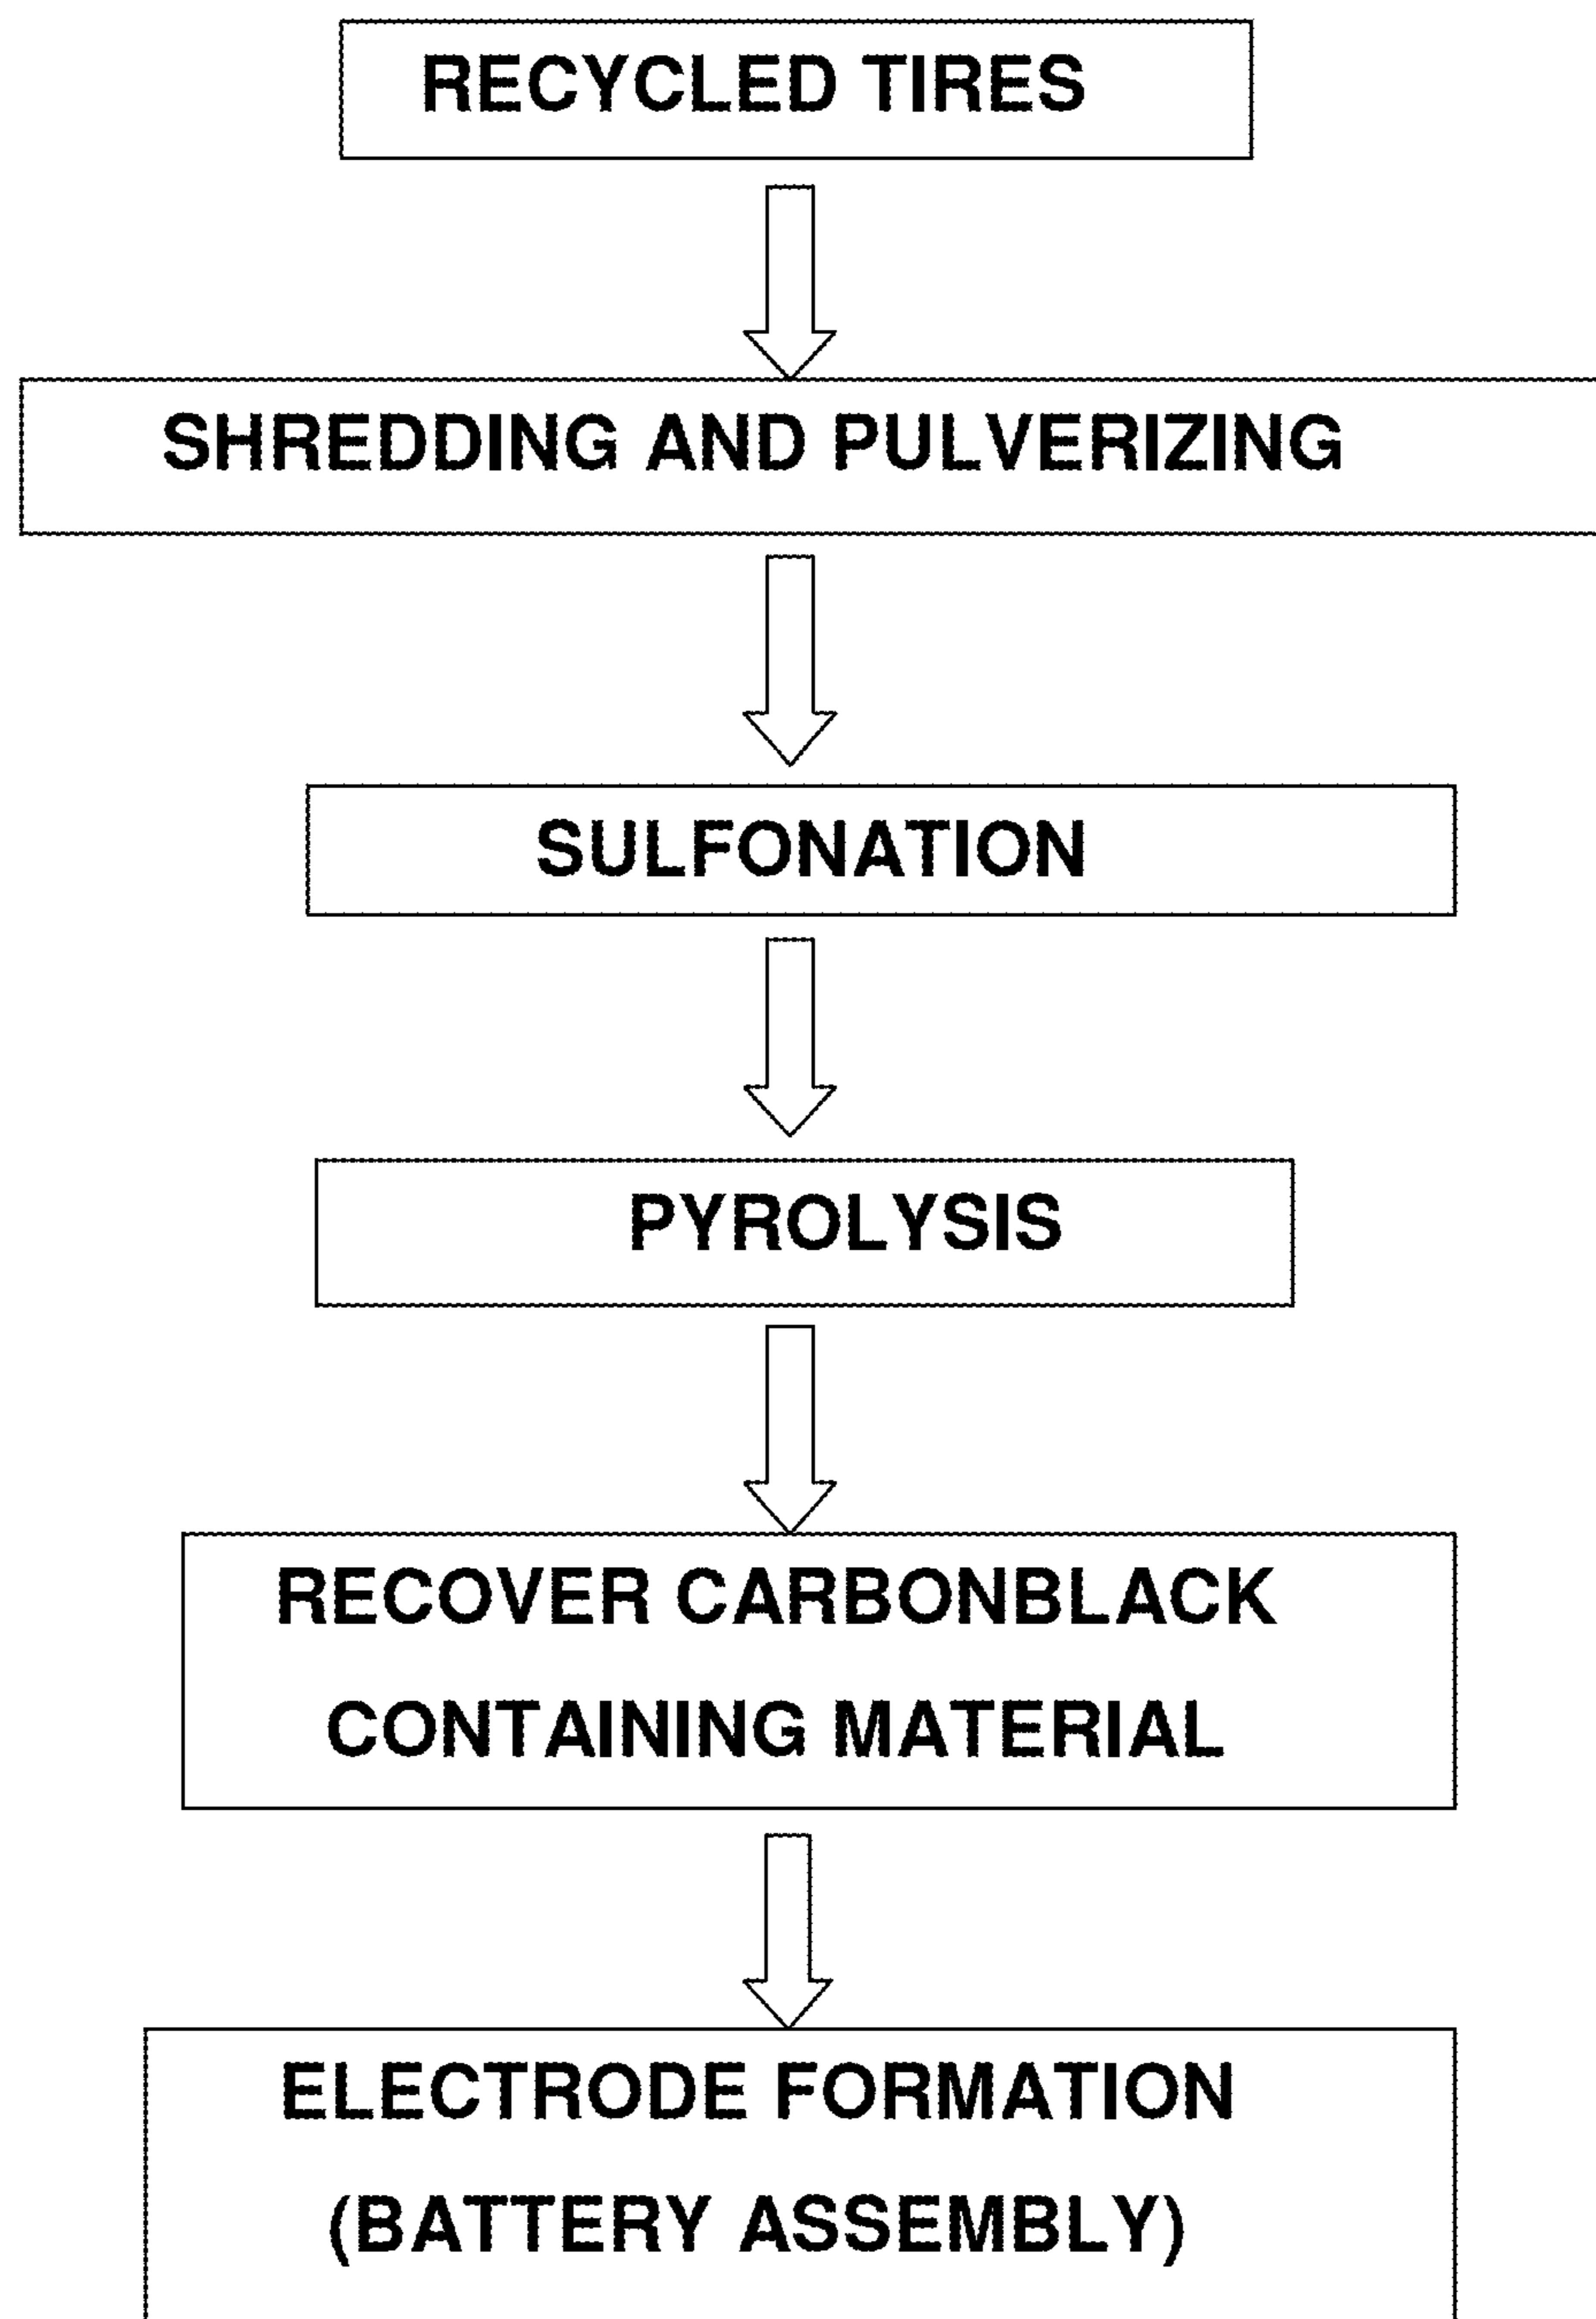 RECYCLED TIRES
SHREDDING AND PULVERIZING
SULFONATION
PYROLYSIS
RECOVER CARBONBLACK
CONTAINING MATERIAL
ELECTRODE FORMATION
(BATTERY ASSEMBLY)